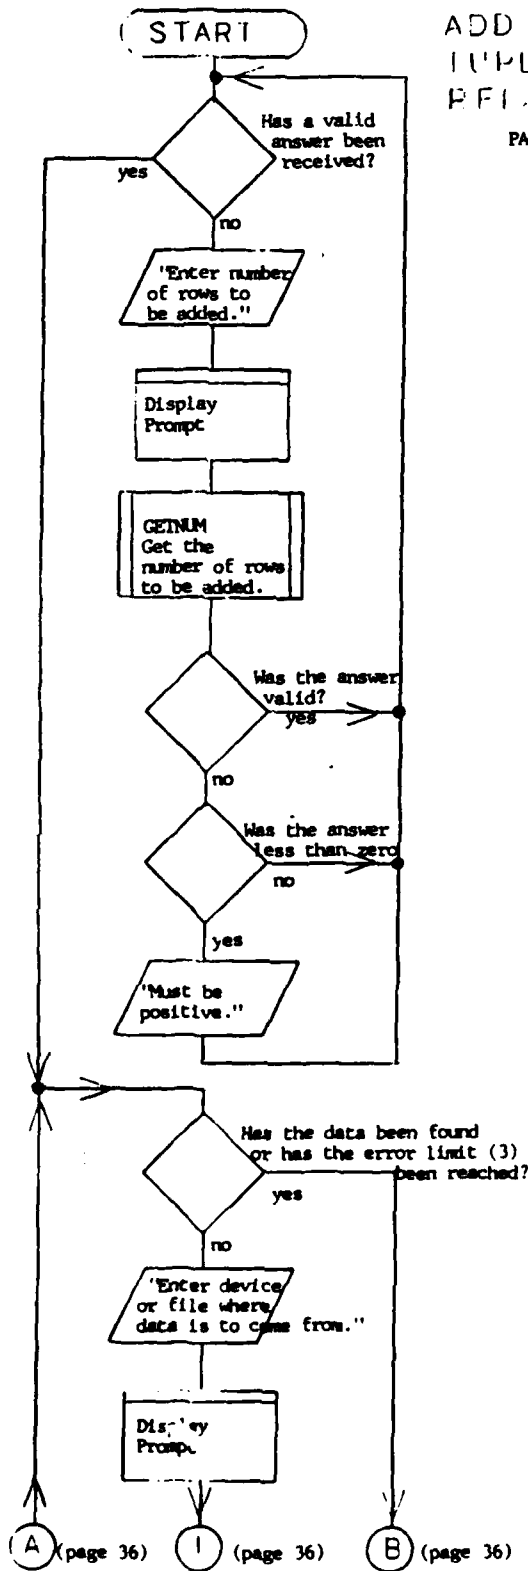 START
ADD
Has a valid
answer been
received?
PA
yes
no
"Enter number
of rows to
be added."
Display
Prompt
GETNUM
Get the
number of rows
to be added.
Was the answer
valid?
yes
no
Was the answer
less than zero
no
yes
"Must be
positive."
Has the data been found
or has the error limit (3)
been reached?
yes
no
"Enter device
or file where
data is to come from."
Display
Prompt
A (page 36) 1 (page 36) B (page 36)